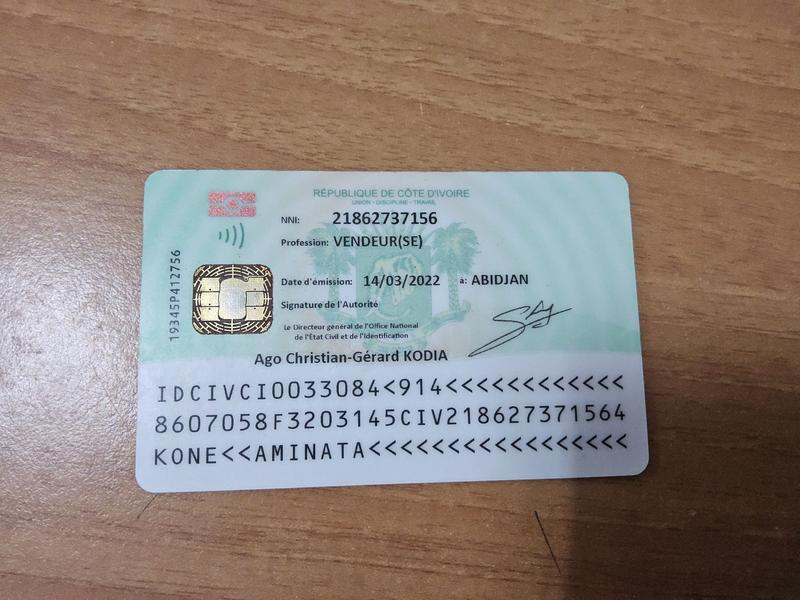 RÉPUBLIQUE DE CÔTE D'IVOIRE
UNION - DISCIPLINE - TRAVAIL
NNI: 21862737156
Profession: VENDEUR(SE)
Date d'émission: 14/03/2022 à: ABIDJAN
Signature de l'Autorité
Le Directeur général de l'Office National
de l'État Civil et de l'Identification
Ago Christian-Gérard KODIA
19345P412756
IDCIVCI0033084<914<<<<<<<<<<<<
8607058F3203145CIV218627371564
KONE<<AMINATA<<<<<<<<<<<<<<<<<